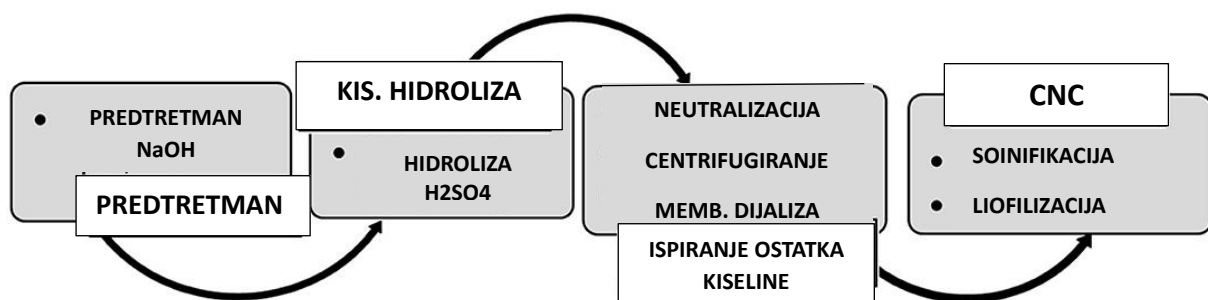 PREDTRETMAN
NaOH
PREDTRETMAN
KIS. HIDROLIZA
HIDROLIZA
H2SO4
NEUTRALIZACIJA
CENTRIFUGIRANJE
MEMB. DIJALIZA
ISPIRANJE OSTATKA
KISELINE
CNC
SOINIFIKACIJA
LIOFILIZACIJA